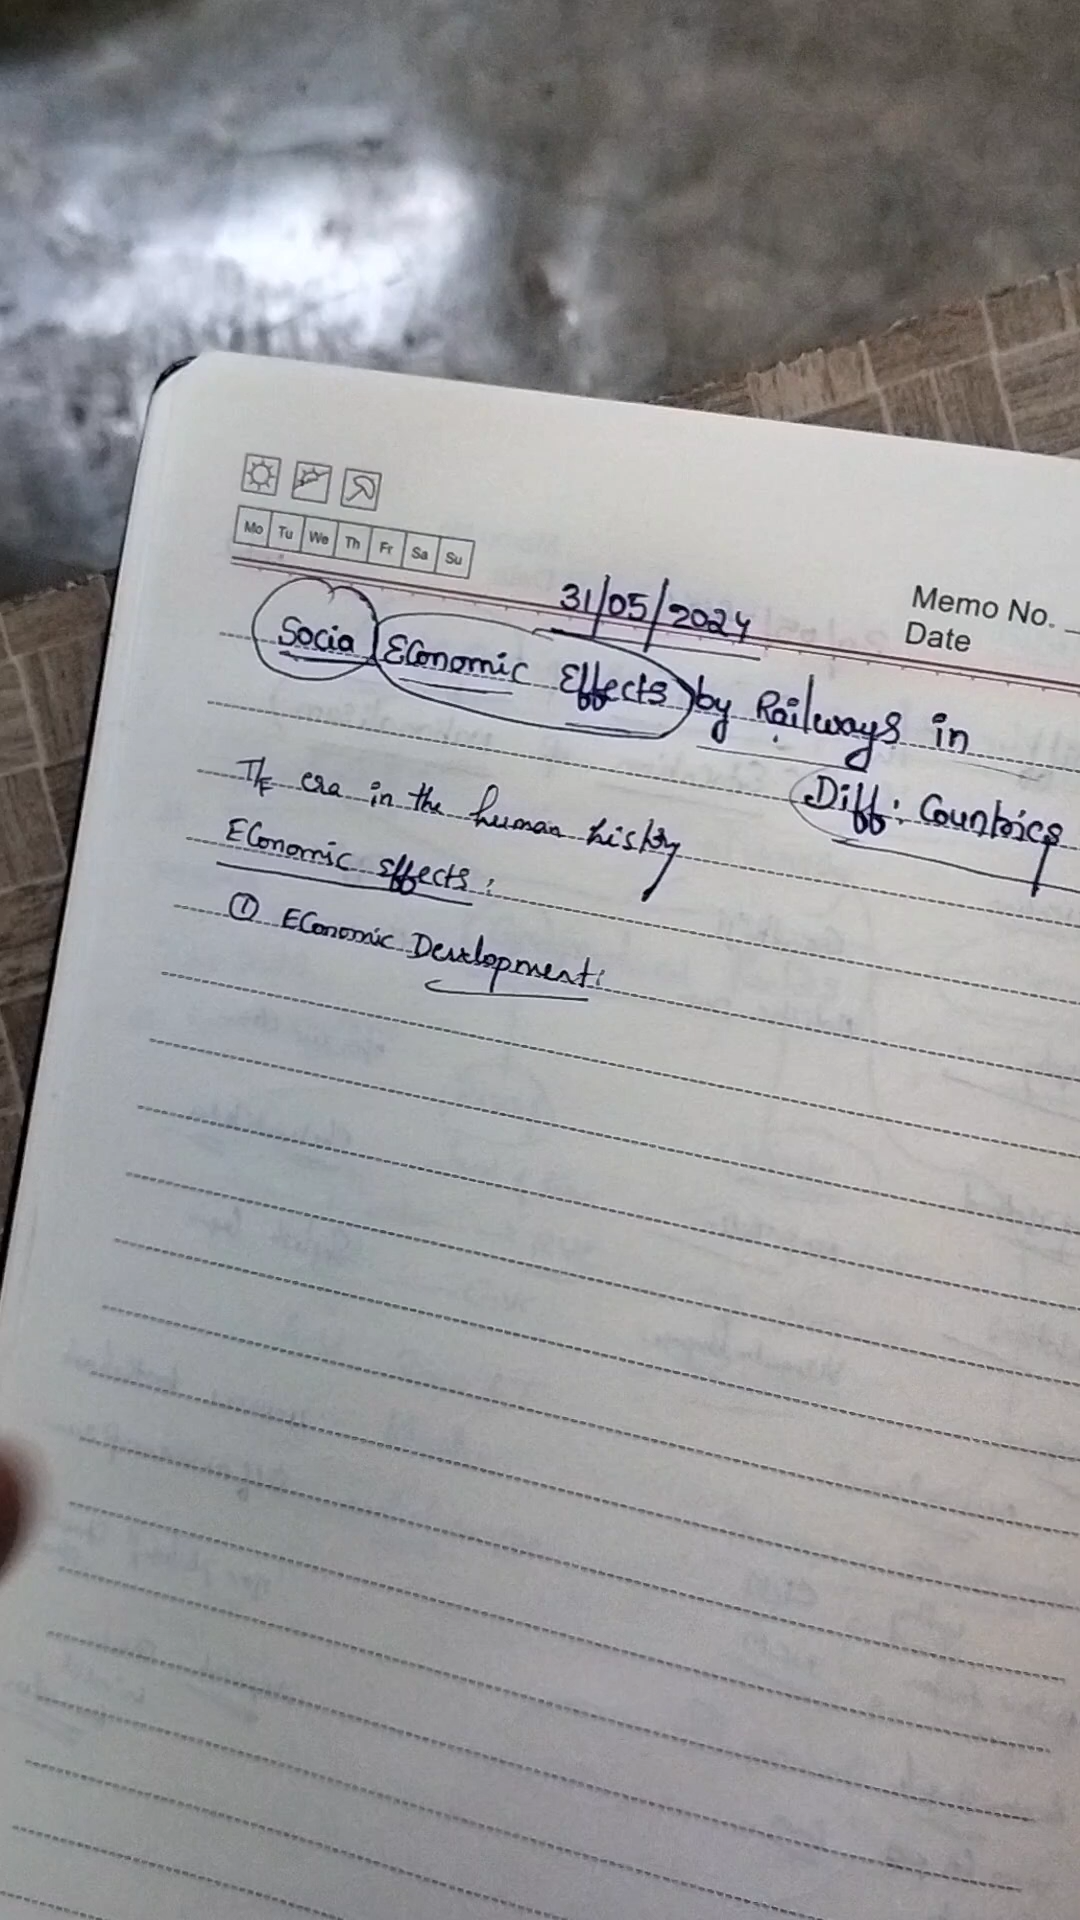 Mo Tu We Th Fr Sa Su
Memo No.
Date
31/05/2024
Socia Economic Effects by Railways in
Diff: Countries
The era in the human history
Economic effects:
① Economic Development: